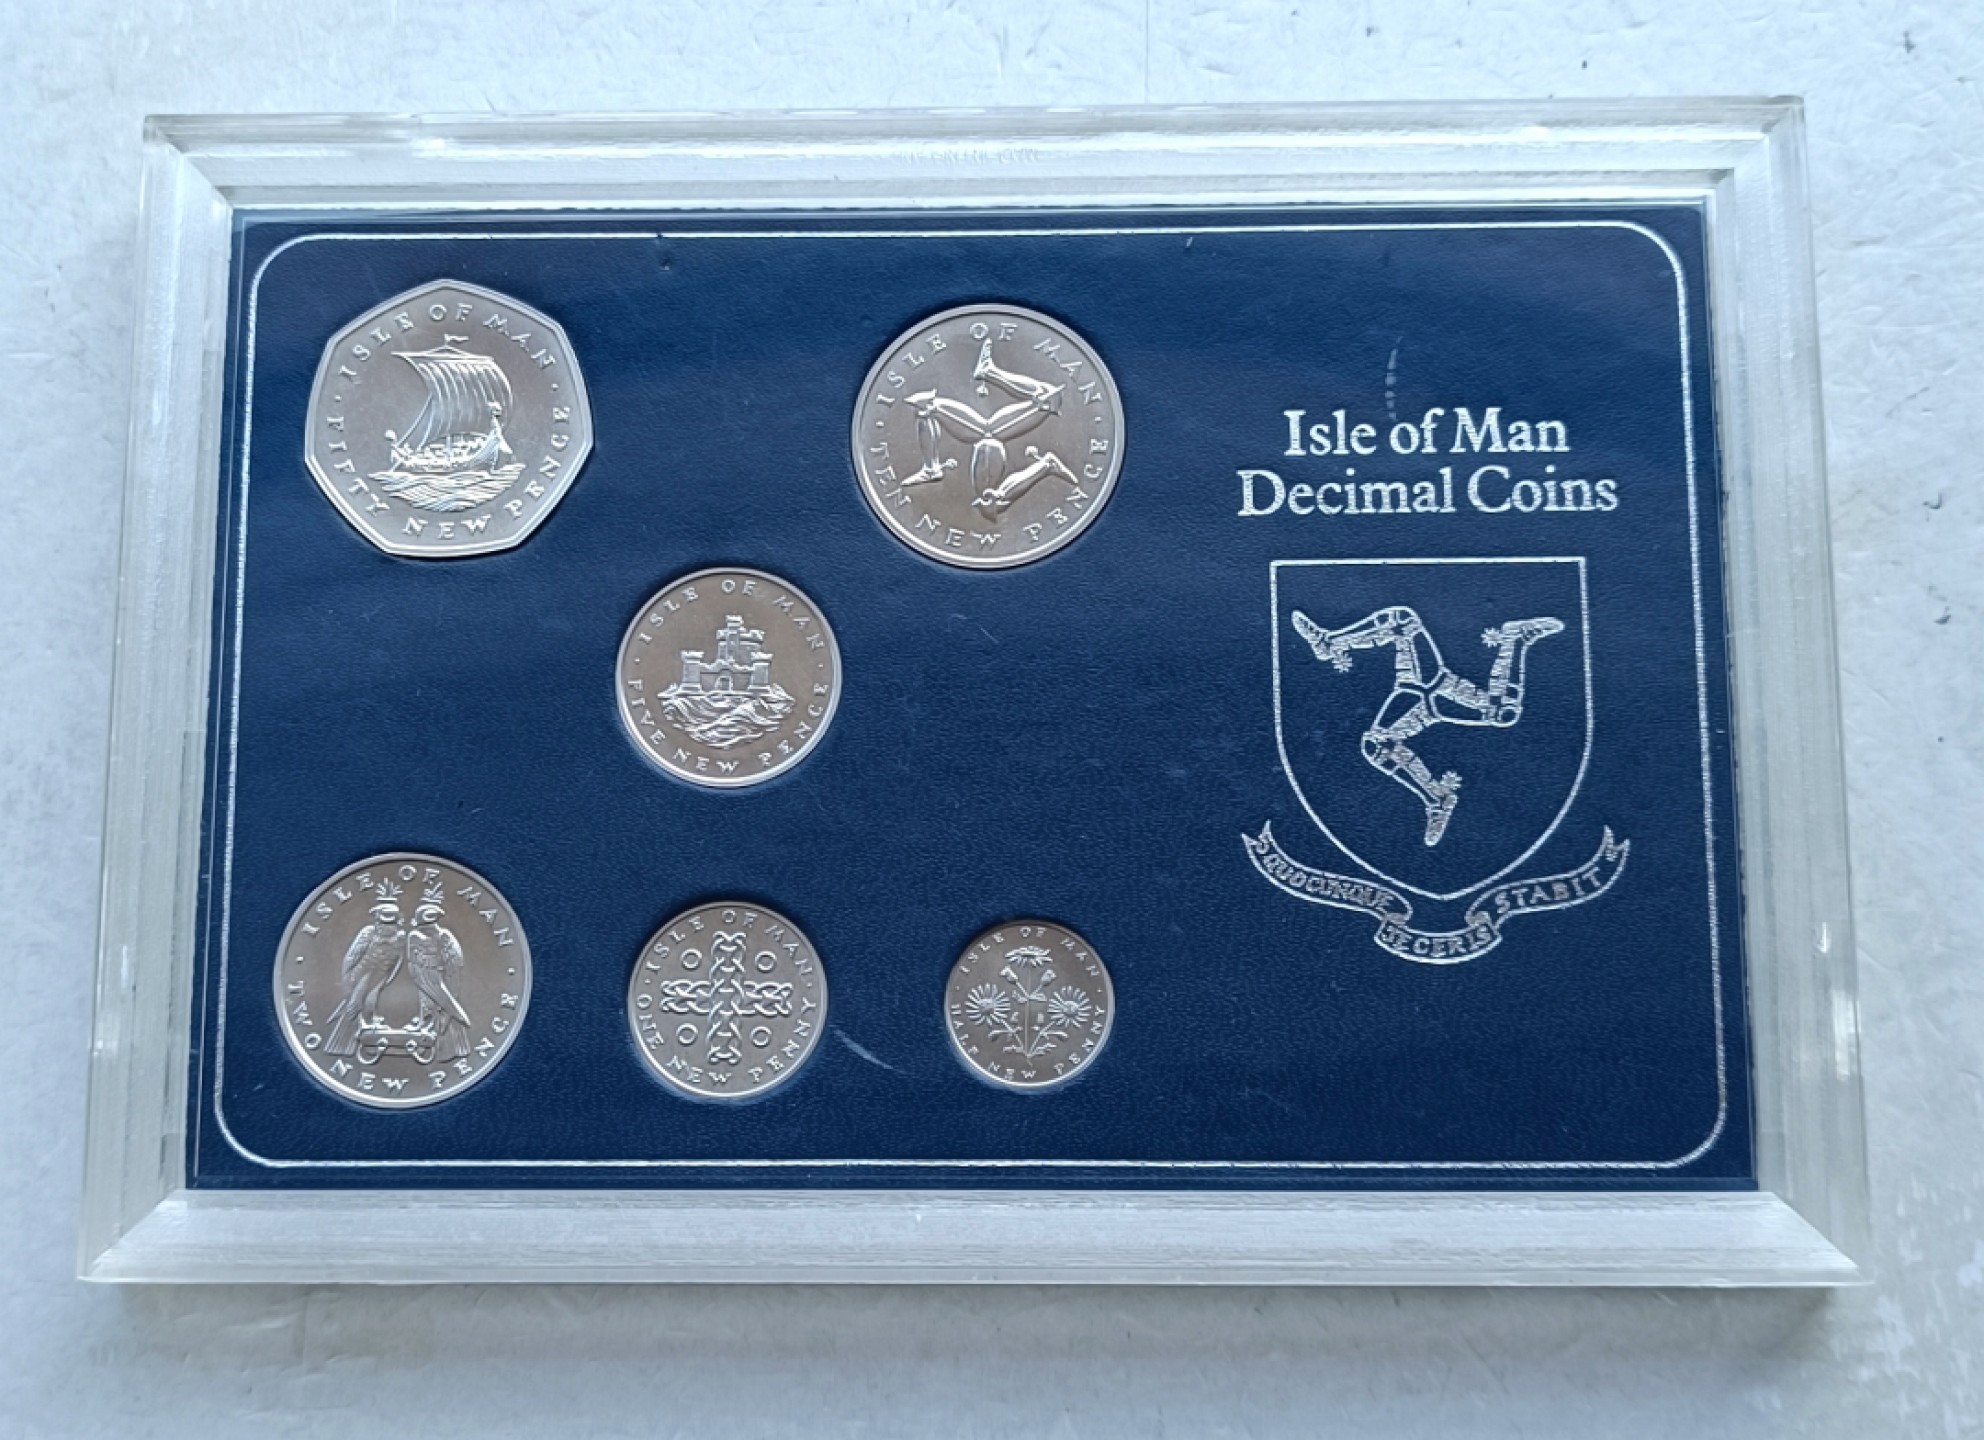 ISLE OF MAN · FIFTY NEW PENCE ·
ISLE OF MAN · TEN NEW PENCE ·
Isle of Man
Decimal Coins
ISLE OF MAN · FIVE NEW PENCE ·
QUOCUNQUE
JECERIS
STABIT
ISLE OF MAN · TWO NEW PENCE ·
ISLE OF MAN · ONE NEW PENNY ·
ISLE OF MAN · HALF NEW PENNY ·